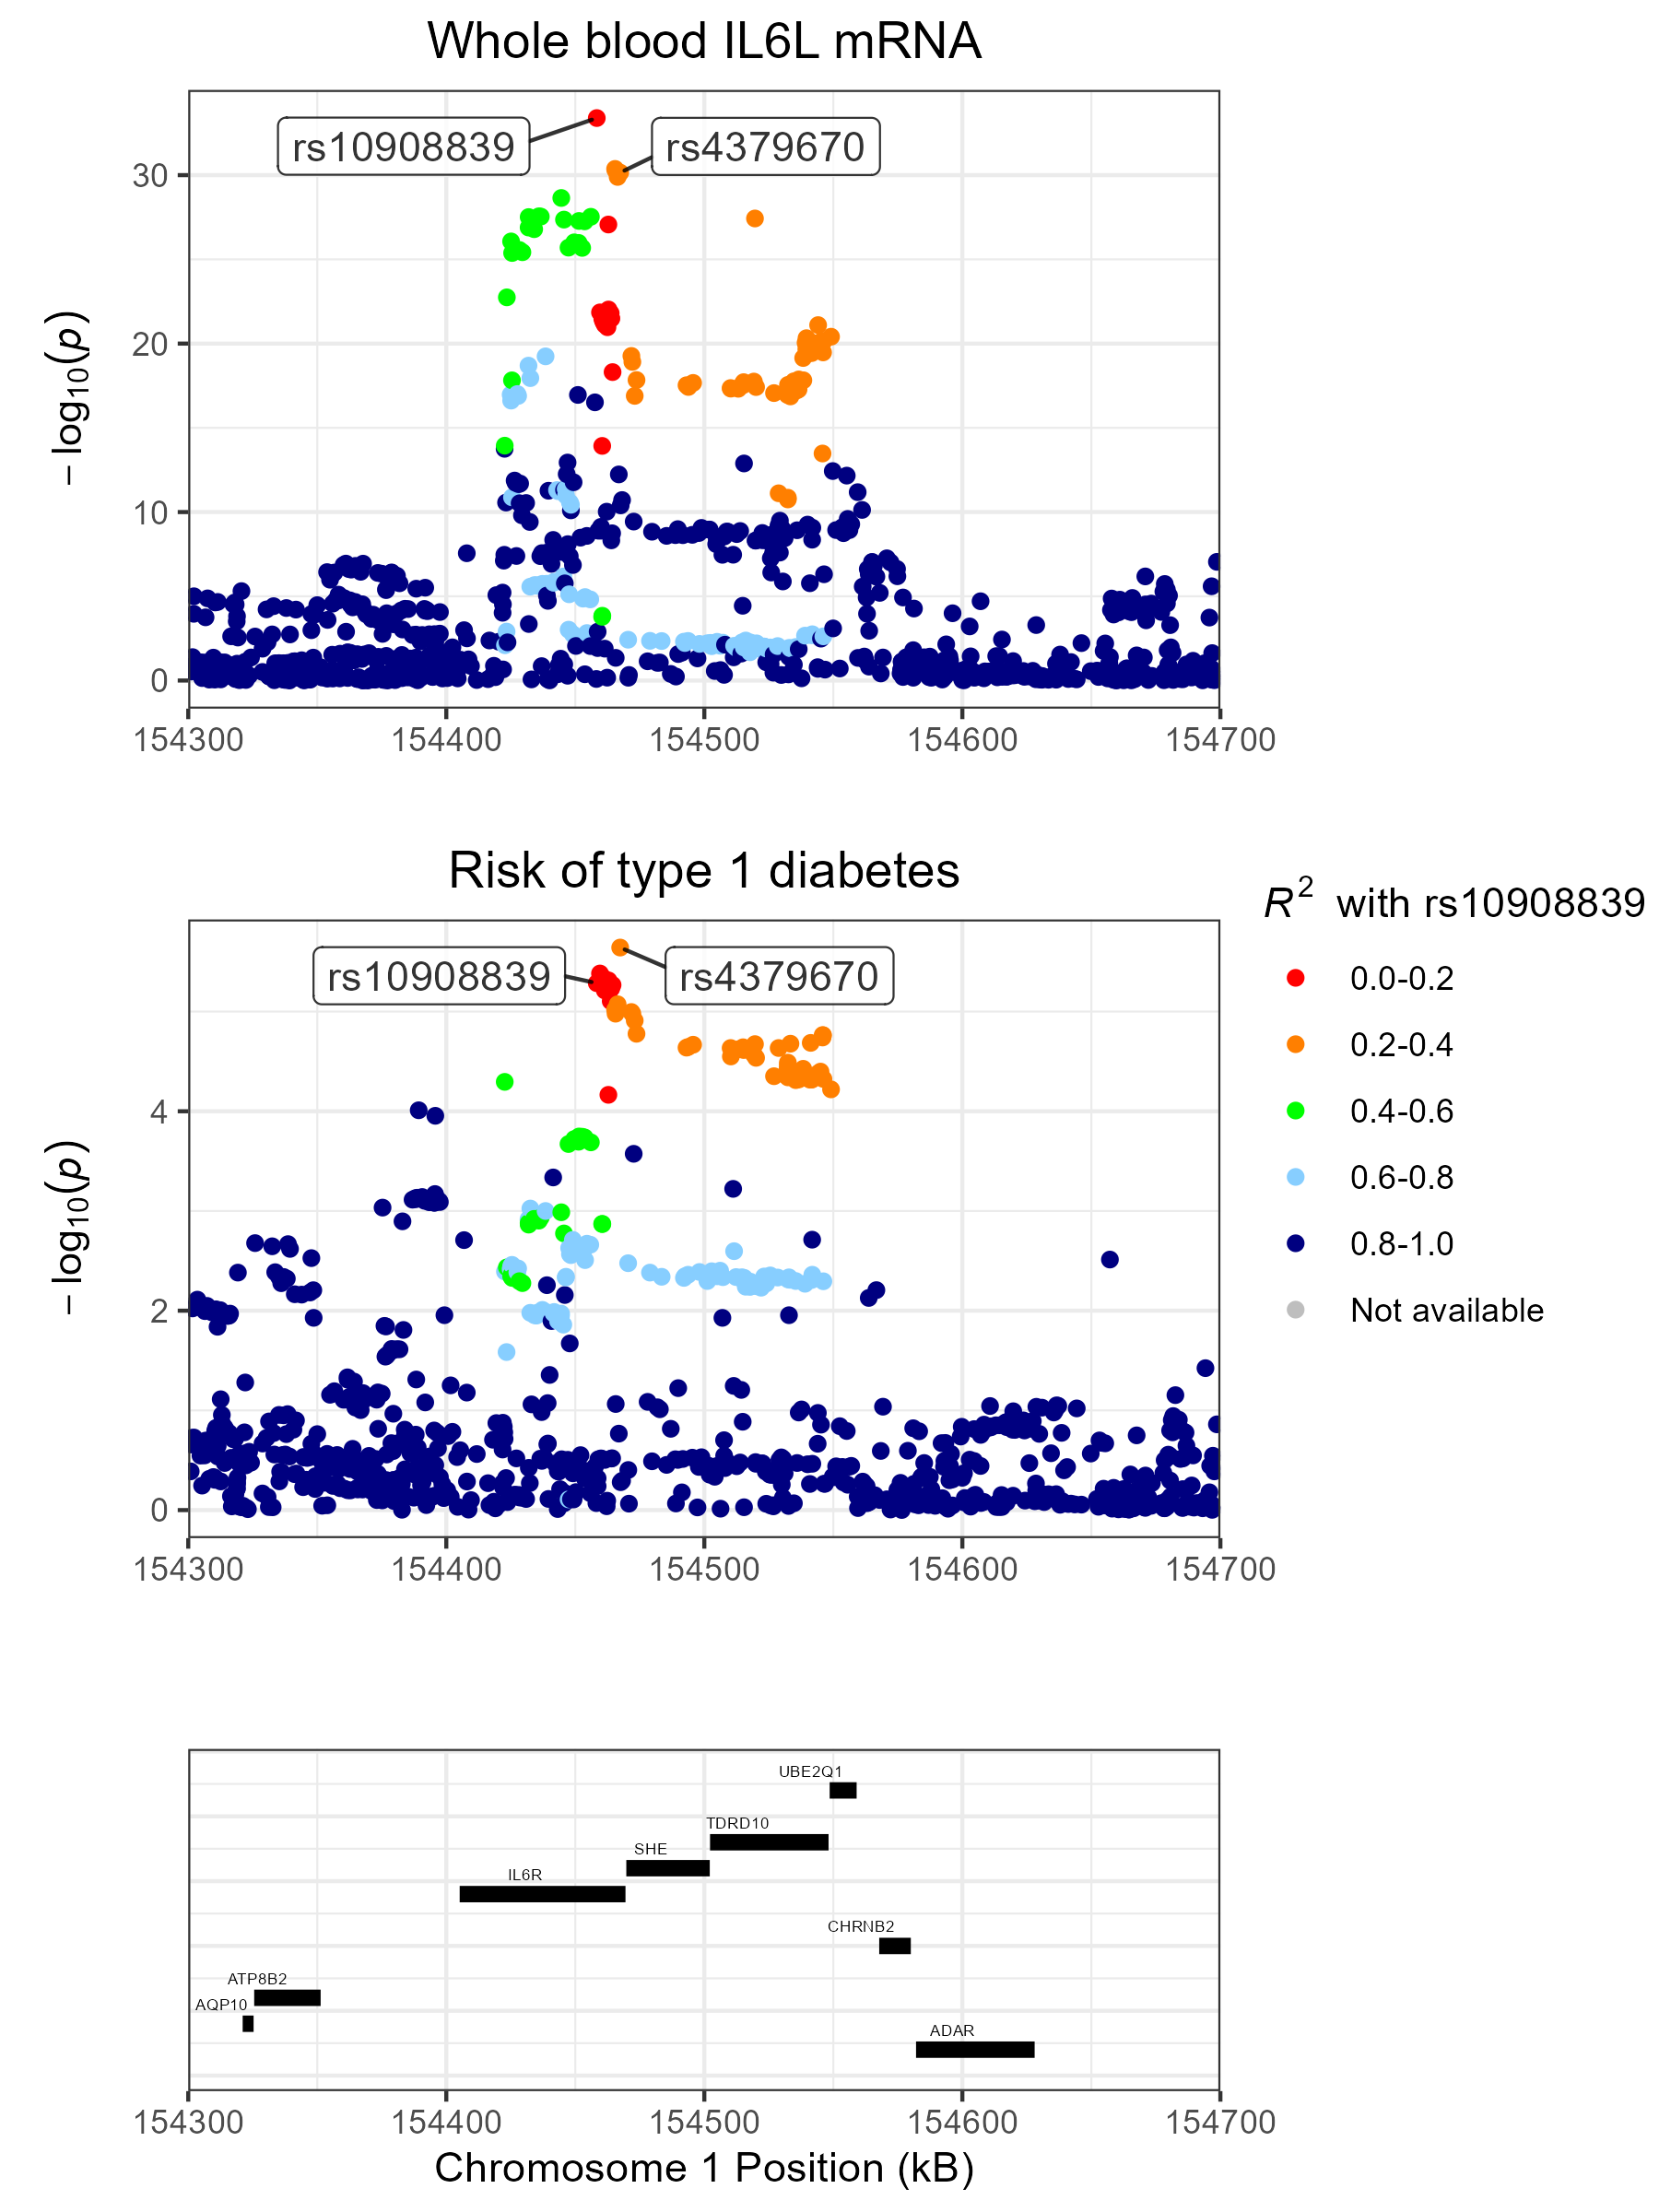 Whole blood IL6L mRNA
rs10908839
rs4379670
30
20
10
0
−log10(p)
154300 154400 154500 154600 154700
Risk of type 1 diabetes
rs10908839
rs4379670
4
2
0
−log10(p)
154300 154400 154500 154600 154700
R2 with rs10908839
0.0-0.2
0.2-0.4
0.4-0.6
0.6-0.8
0.8-1.0
Not available
UBE2Q1
TDRD10
SHE
IL6R
CHRNB2
ATP8B2
AQP10
ADAR
154300 154400 154500 154600 154700
Chromosome 1 Position (kB)